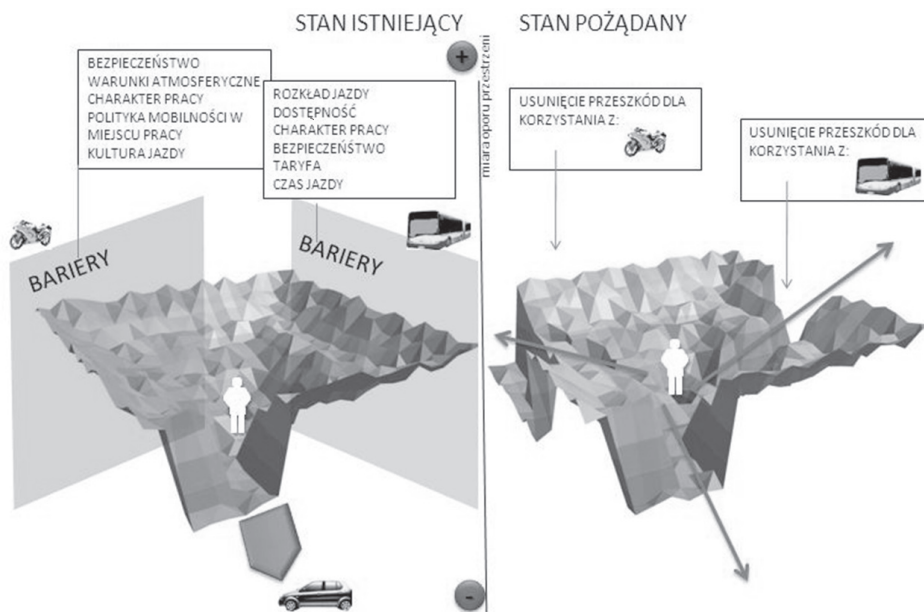 STAN ISTNIEJĄCY
STAN POŻĄDANY
+
miara oporu przestrzeni
BEZPIECZEŃSTWO
WARUNKI ATMOSFERYCZNE
CHARAKTER PRACY
POLITYKA MOBILNOŚCI W
MIEJSCU PRACY
KULTURA JAZDY
ROZKŁAD JAZDY
DOSTĘPNOŚĆ
CHARAKTER PRACY
BEZPIECZEŃŚTWO
TARYFA
CZAS JAZDY
USUNIĘCIE PRZESZKÓD DLA
KORZYSTANIA Z:
USUNIĘCIE PRZESZKÓD DLA
KORZYSTANIA Z:
BARIERY
BARIERY
-